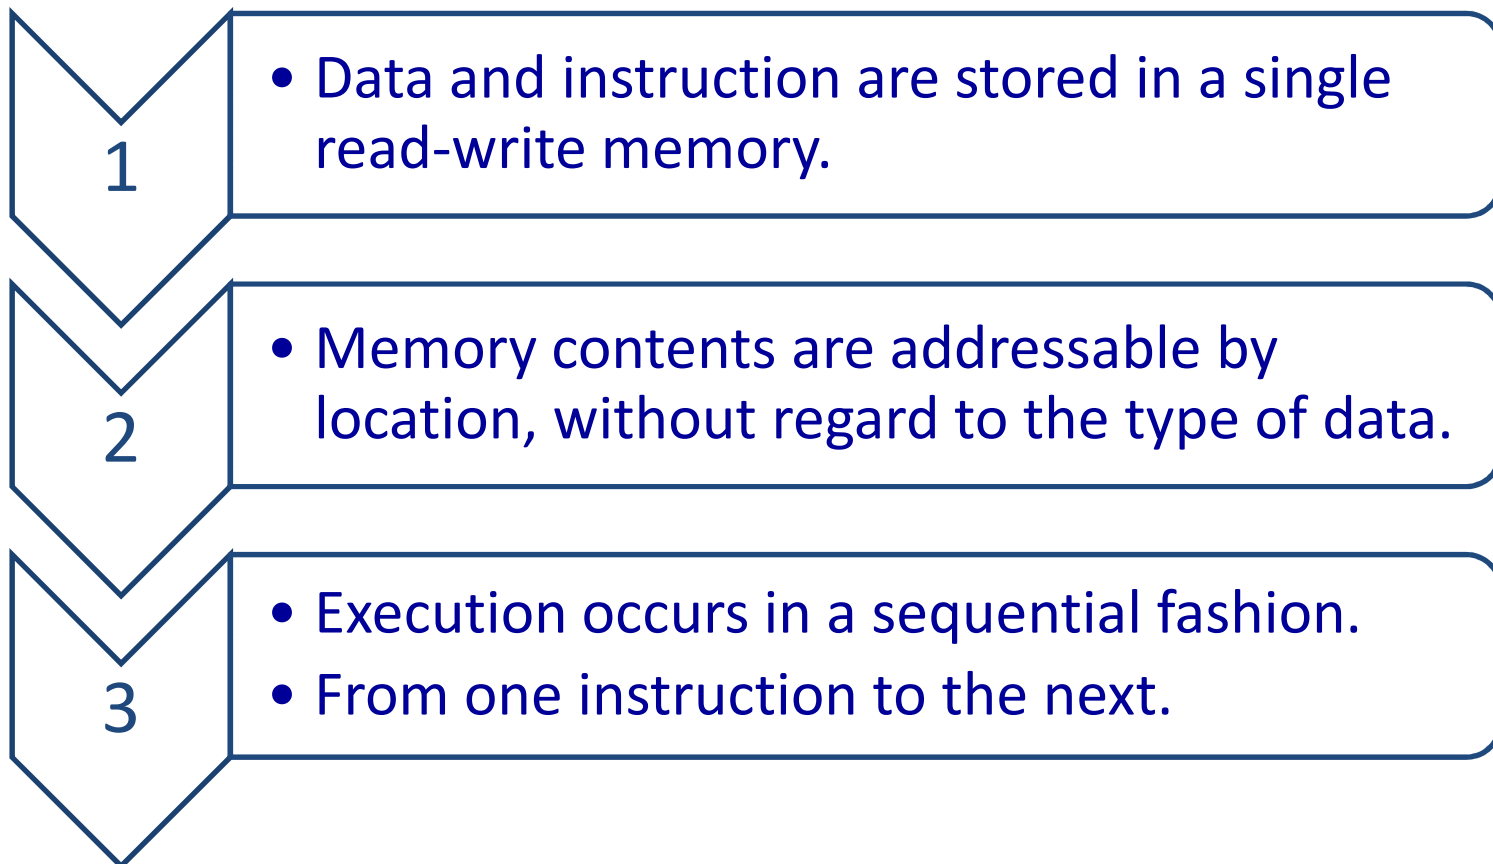 1
• Data and instruction are stored in a single
read-write memory.
2
• Memory contents are addressable by
location, without regard to the type of data.
3
• Execution occurs in a sequential fashion.
• From one instruction to the next.